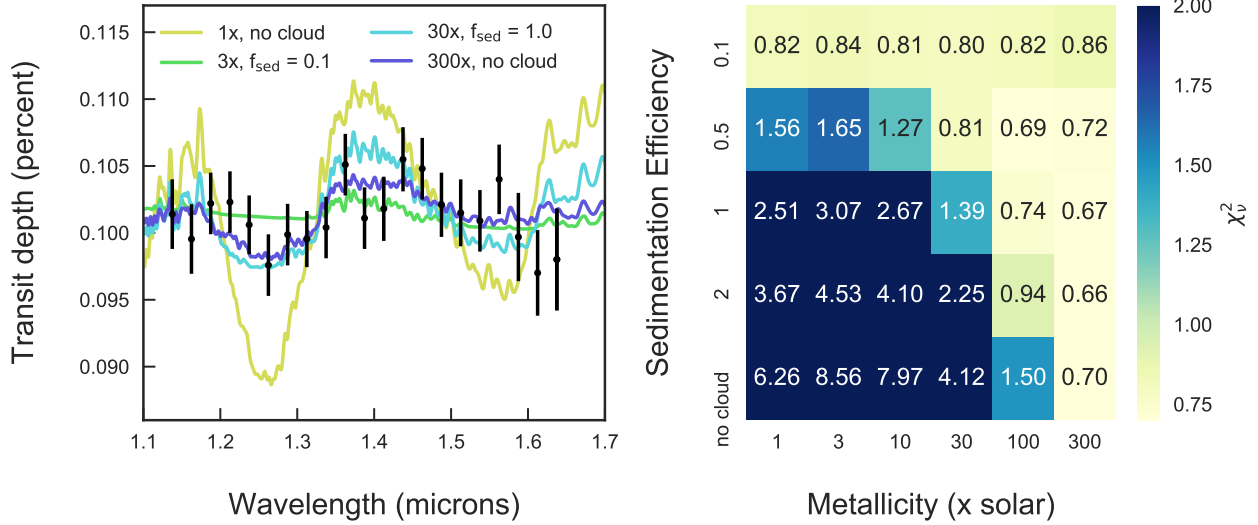 0.115
0.110
0.105
0.100
0.095
0.090
Transit depth (percent)
1x, no cloud
3x, f_sed = 0.1
30x, f_sed = 1.0
300x, no cloud
1.1 1.2 1.3 1.4 1.5 1.6 1.7
Wavelength (microns)
Sedimentation Efficiency
0.1 0.82 0.84 0.81 0.80 0.82 0.86
0.5 1.56 1.65 1.27 0.81 0.69 0.72
1 2.51 3.07 2.67 1.39 0.74 0.67
2 3.67 4.53 4.10 2.25 0.94 0.66
no cloud 6.26 8.56 7.97 4.12 1.50 0.70
1 3 10 30 100 300
Metallicity (x solar)
2.00
1.75
1.50
1.25
1.00
0.75
χ²ᵥ